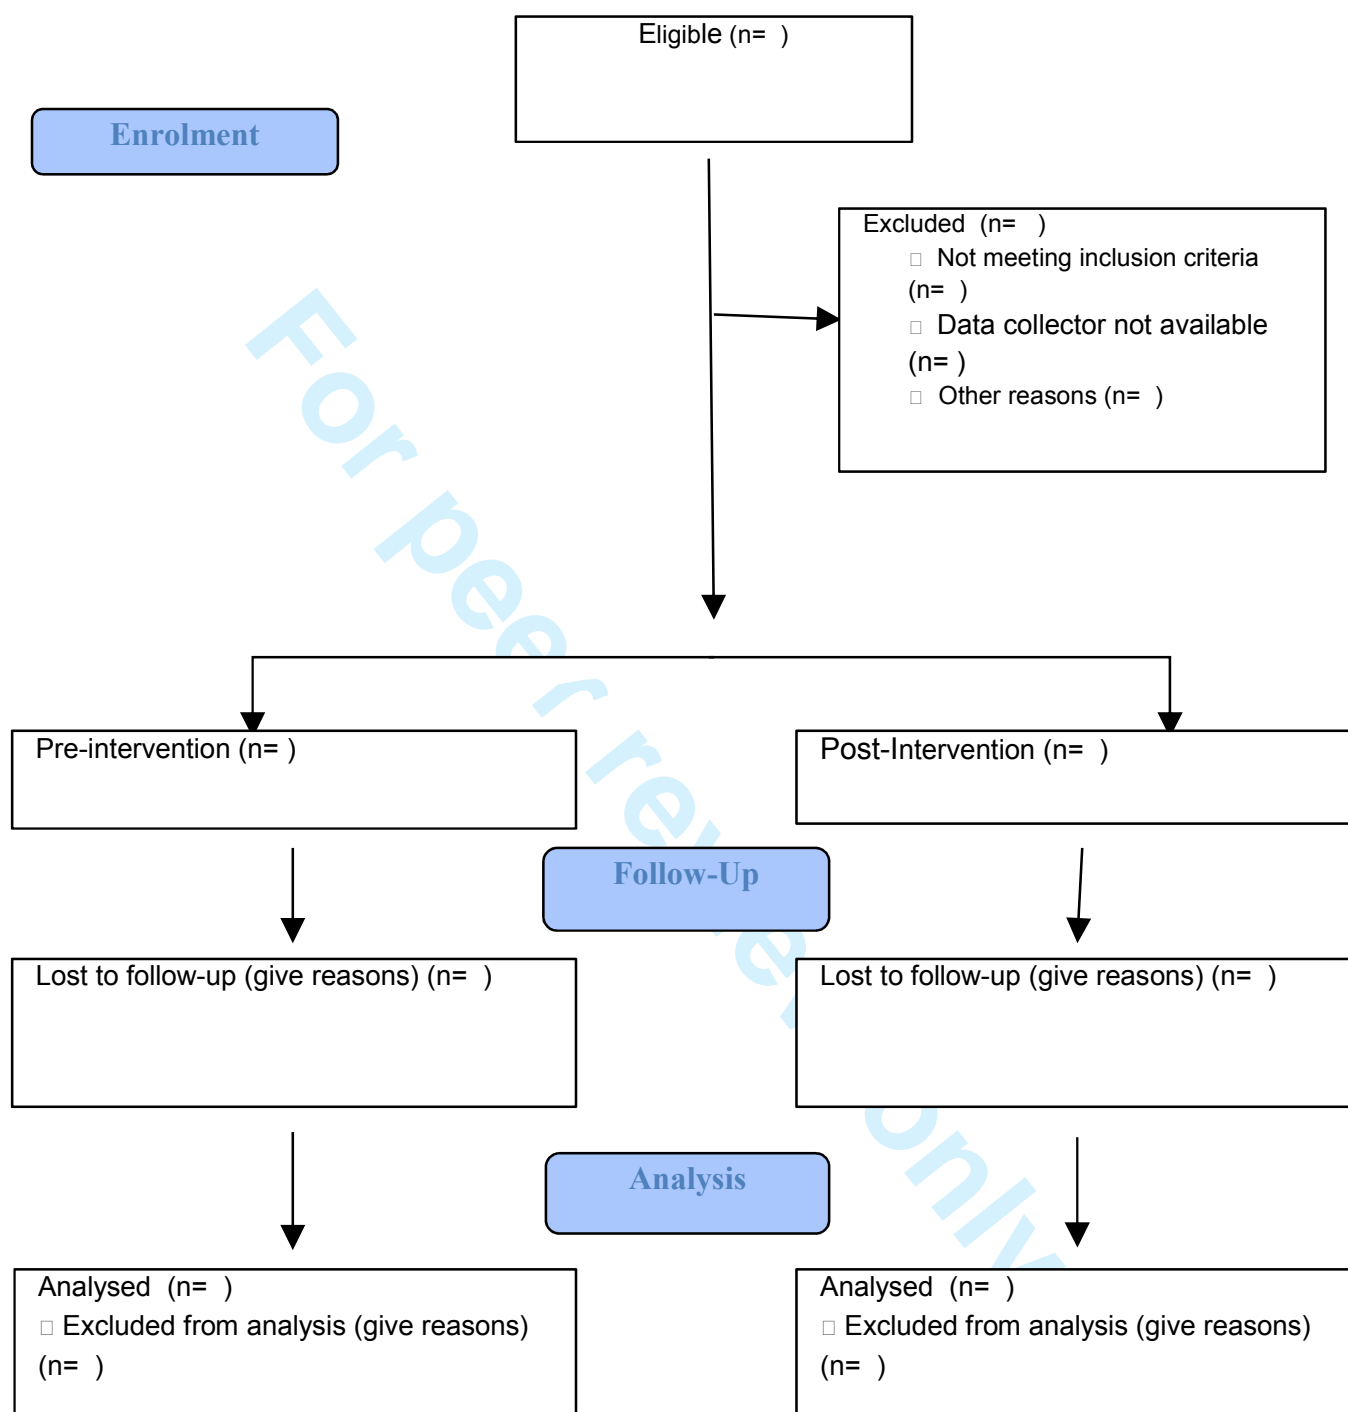 Eligible (n=  )
Enrolment
Excluded  (n=   )
□ Not meeting inclusion criteria
(n=  )
□ Data collector not available
(n= )
□ Other reasons (n=  )
Pre-intervention (n= )
Post-Intervention (n=  )
Follow-Up
Lost to follow-up (give reasons) (n=  )
Lost to follow-up (give reasons) (n=  )
Analysis
Analysed  (n=  )
□ Excluded from analysis (give reasons)
(n=  )
Analysed  (n=  )
□ Excluded from analysis (give reasons)
(n=  )
For peer review only